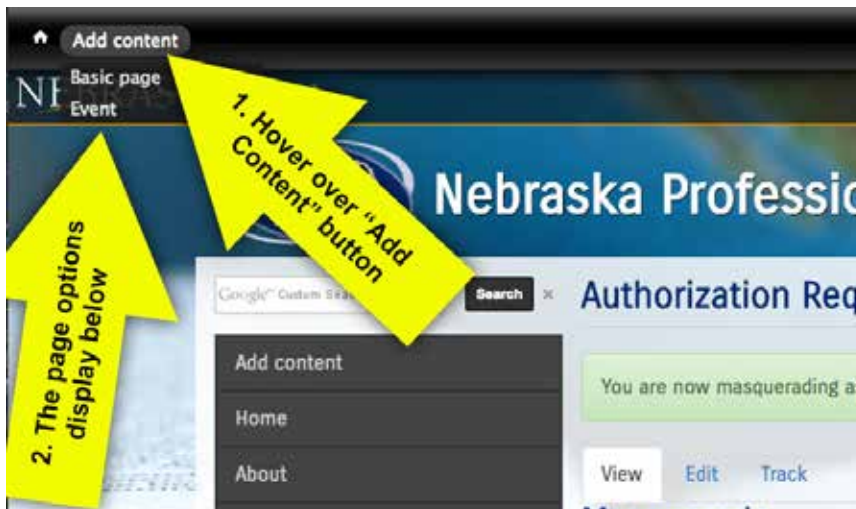 Add content
Basic page
Event
1. Hover over "Add
Content" button
2. The page options
display below
Nebraska Professio
Search ×
Authorization Req
Add content
You are now masquerading a
Home
About
View Edit Track